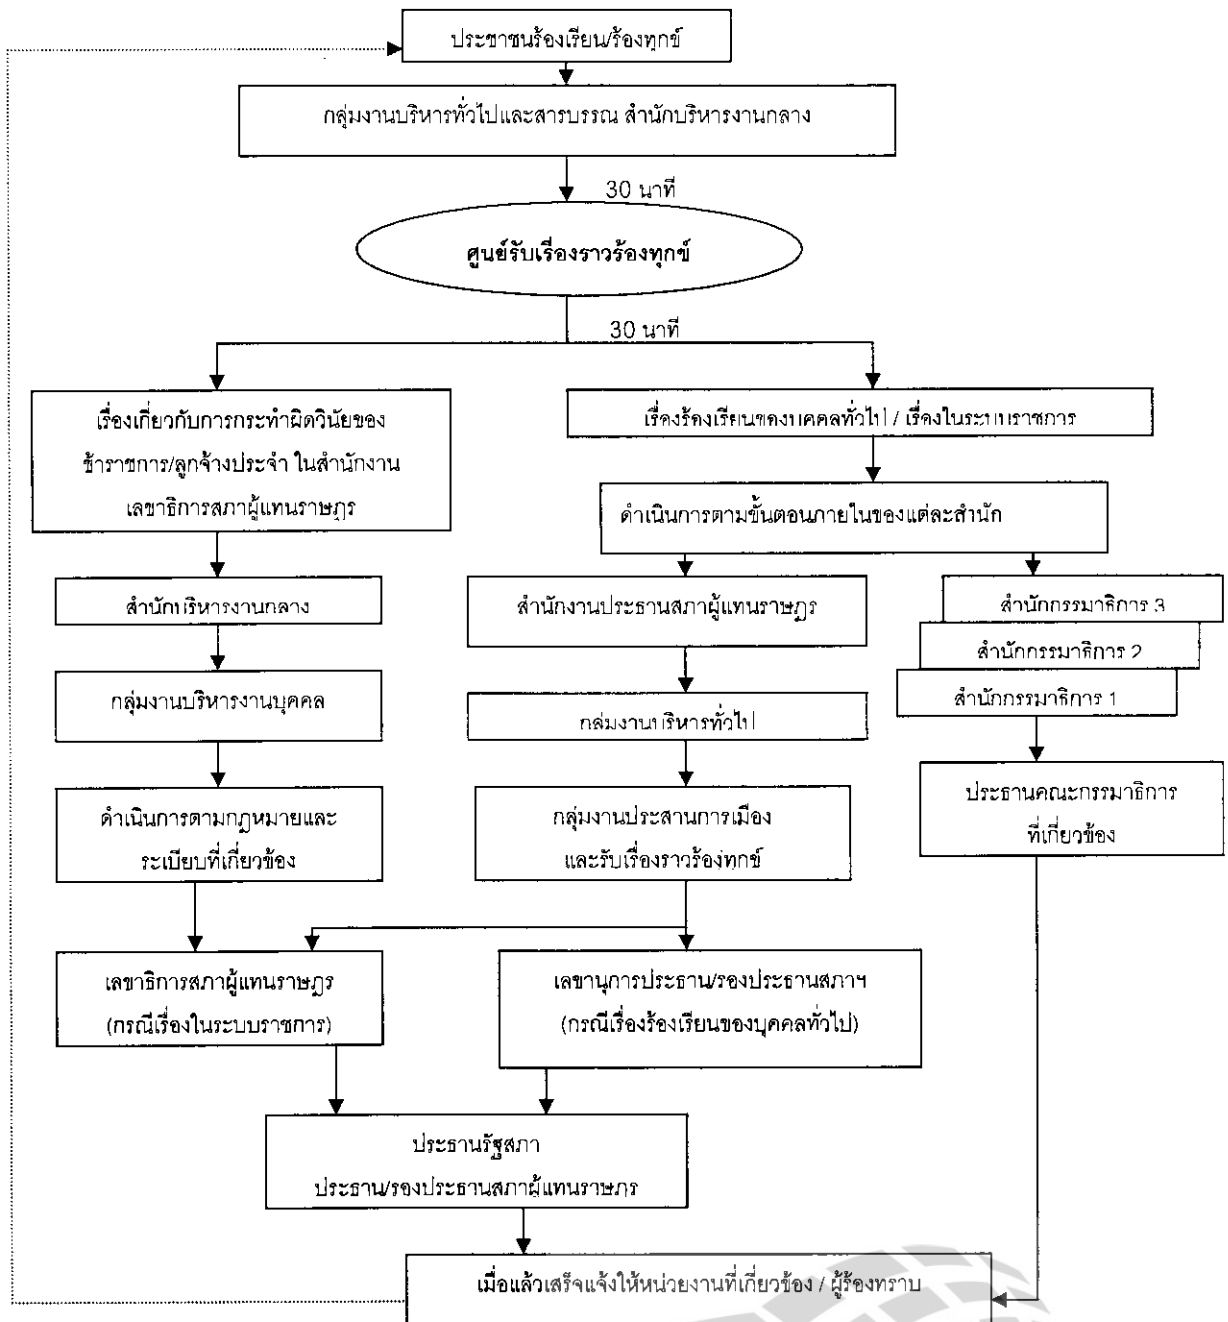 ประชาชนร้องเรียน/ร้องทุกข์
กลุ่มงานบริหารทั่วไปและสารบรรณ สำนักบริหารงานกลาง
30 นาที
ศูนย์รับเรื่องราวร้องทุกข์
30 นาที
เรื่องเกี่ยวกับการกระทำผิดวินัยของ
ข้าราชการ/ลูกจ้างประจำ ในสำนักงาน
เลขาธิการสภาผู้แทนราษฎร
เรื่องร้องเรียนของบุคคลทั่วไป / เรื่องในระบบราชการ
ดำเนินการตามขั้นตอนภายในของแต่ละสำนัก
สำนักบริหารงานกลาง
สำนักงานประธานสภาผู้แทนราษฎร
สำนักกรรมาธิการ 3
สำนักกรรมาธิการ 2
สำนักกรรมาธิการ 1
กลุ่มงานบริหารงานบุคคล
กลุ่มงานบริหารทั่วไป
ดำเนินการตามกฎหมายและ
ระเบียบที่เกี่ยวข้อง
กลุ่มงานประสานการเมือง
และรับเรื่องราวร้องทุกข์
ประธานคณะกรรมาธิการ
ที่เกี่ยวข้อง
เลขาธิการสภาผู้แทนราษฎร
(กรณีเรื่องในระบบราชการ)
เลขานุการประธาน/รองประธานสภาฯ
(กรณีเรื่องร้องเรียนของบุคคลทั่วไป)
ประธานรัฐสภา
ประธาน/รองประธานสภาผู้แทนราษฎร
เมื่อแล้วเสร็จแจ้งให้หน่วยงานที่เกี่ยวข้อง / ผู้ร้องทราบ